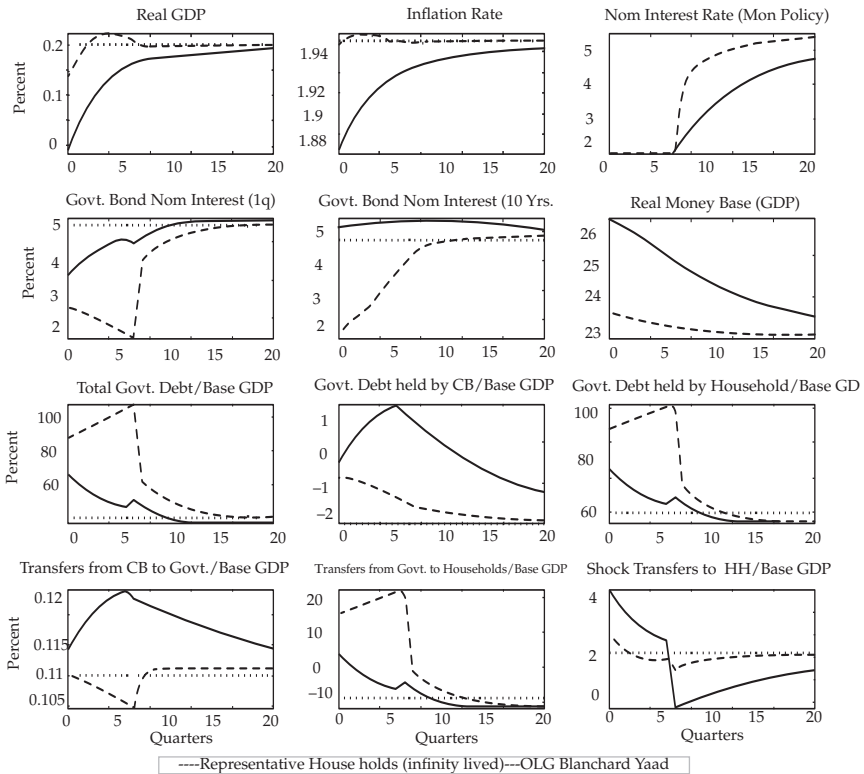 Real GDP
Inflation Rate
Nom Interest Rate (Mon Policy)
Percent
0.2
0.1
0
0 5 10 15 20
1.94
1.92
1.9
1.88
0 5 10 15 20
5
4
3
2
0 5 10 15 20
Govt. Bond Nom Interest (1q)
Govt. Bond Nom Interest (10 Yrs.
Real Money Base (GDP)
Percent
5
4
3
2
0 5 10 15 20
5
4
3
2
0 5 10 15 20
26
25
24
23
0 5 10 15 20
Total Govt. Debt/Base GDP
Govt. Debt held by CB/Base GDP
Govt. Debt held by Household/Base GD
Percent
100
80
60
0 5 10 15 20
1
0
−1
−2
0 5 10 15 20
100
80
60
0 5 10 15 20
Transfers from CB to Govt./Base GDP
Transfers from Govt. to Households/Base GDP
Shock Transfers to HH/Base GDP
Percent
0.12
0.115
0.11
0.105
0 5 10 15 20
Quarters
20
10
0
−10
0 5 10 15 20
Quarters
4
2
0
0 5 10 15 20
Quarters
----Representative House holds (infinity lived)---OLG Blanchard Yaad